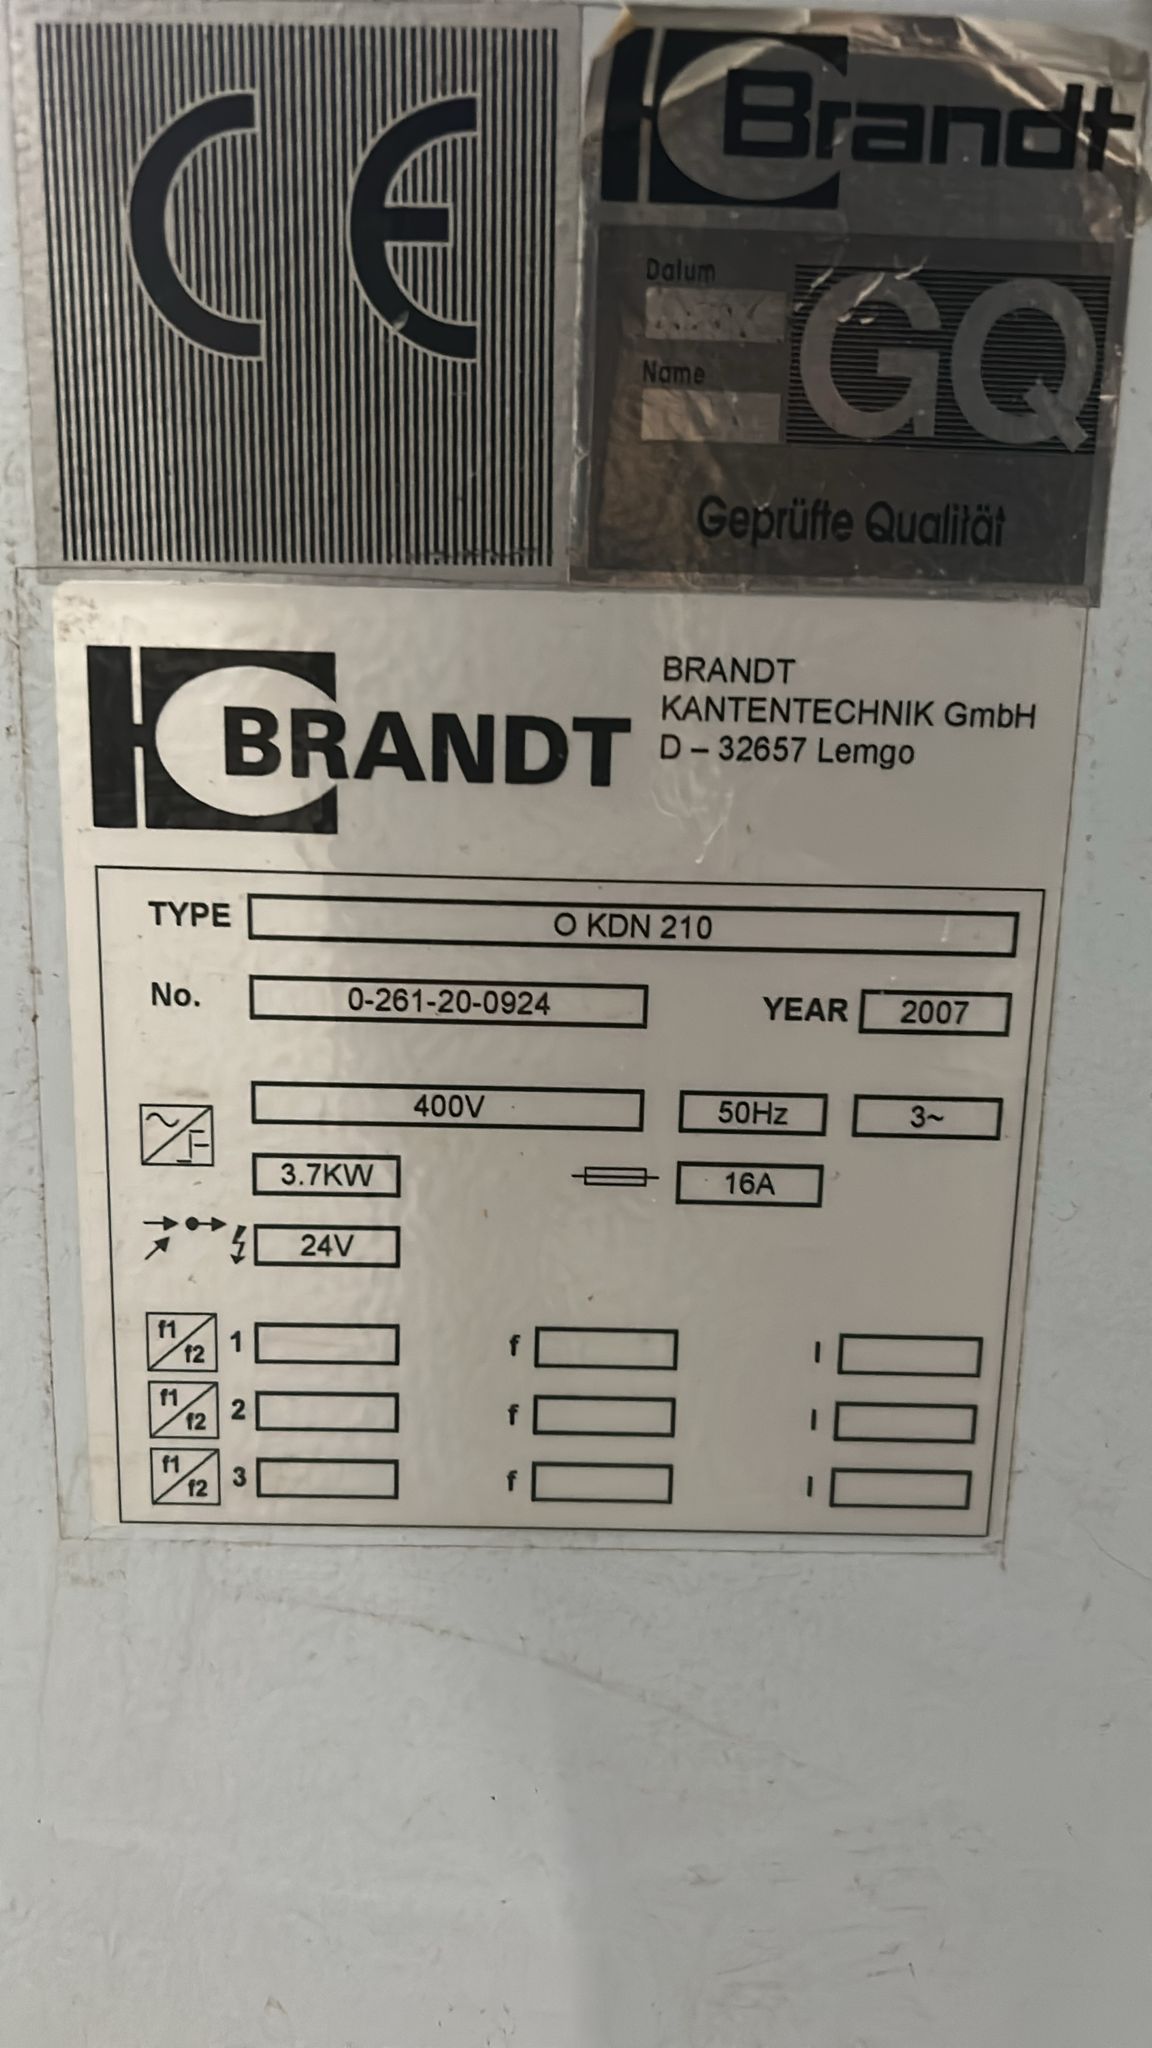 CE
Brandt
Datum
Name
GQ
Geprüfte Qualität
BRANDT
BRANDT
KANTENTECHNIK GmbH
D – 32657 Lemgo
TYPE O KDN 210
No. 0-261-20-0924 YEAR 2007
400V 50Hz 3~
3.7KW 16A
24V
f1 f2 1 f I
f1 f2 2 f I
f1 f2 3 f I